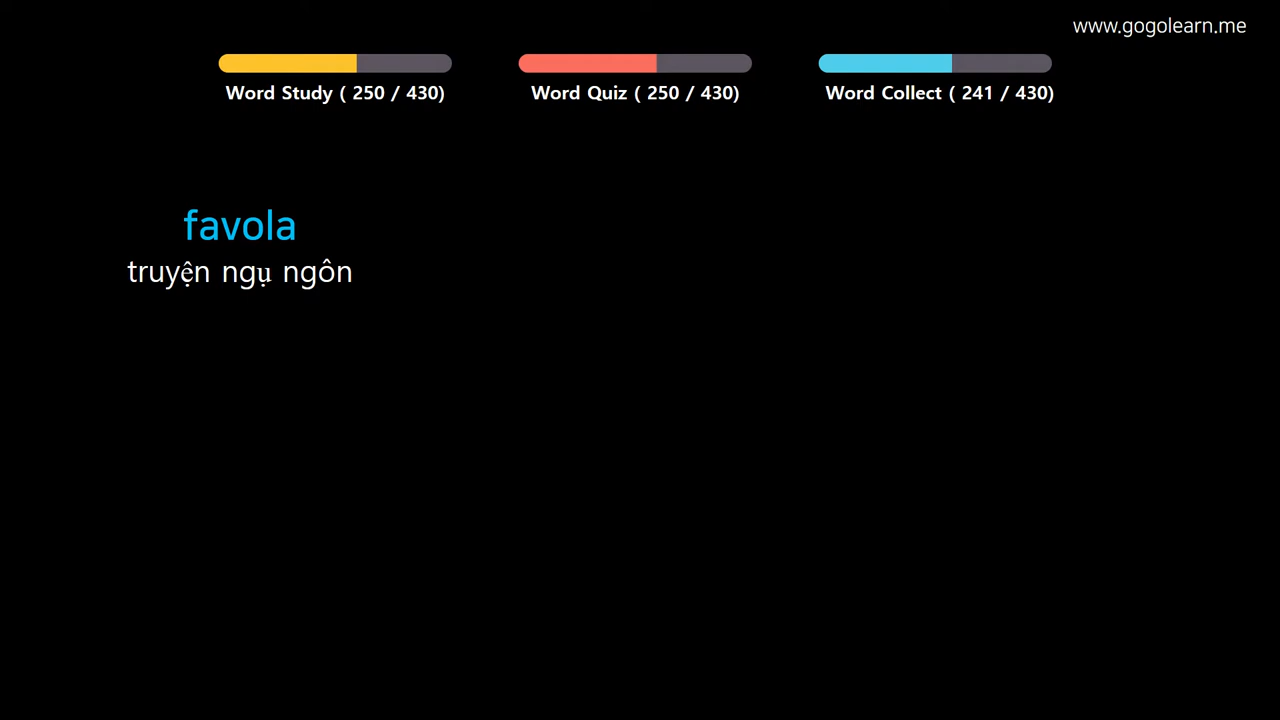 www.gogolearn.me
Word Study ( 250 / 430)
Word Quiz ( 250 / 430)
Word Collect ( 241 / 430)
favola
truyện ngụ ngôn